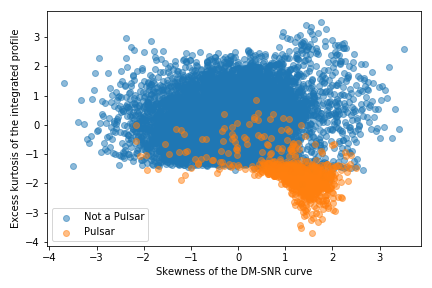 Excess kurtosis of the integrated profile
3
2
1
0
−1
−2
−3
−4
Not a Pulsar
Pulsar
−4 −3 −2 −1 0 1 2 3
Skewness of the DM-SNR curve